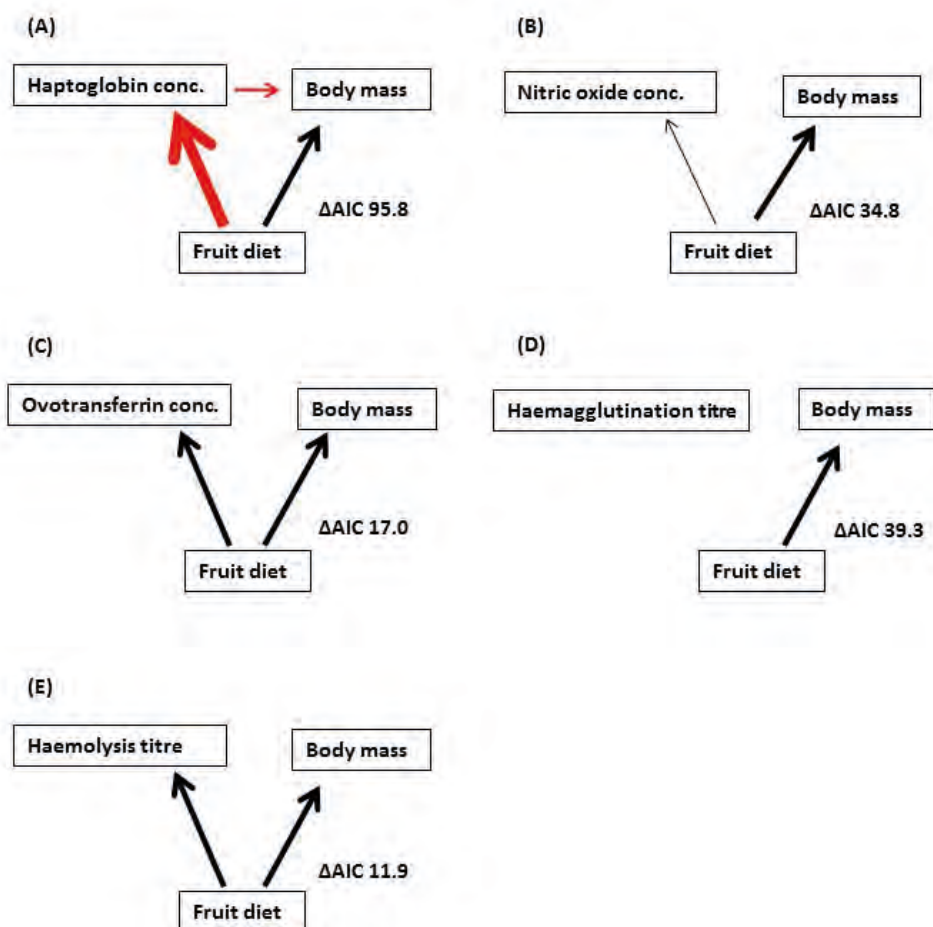 (A)
Haptoglobin conc.
Body mass
ΔAIC 95.8
Fruit diet
(B)
Nitric oxide conc.
Body mass
ΔAIC 34.8
Fruit diet
(C)
Ovotransferrin conc.
Body mass
ΔAIC 17.0
Fruit diet
(D)
Haemagglutination titre
Body mass
ΔAIC 39.3
Fruit diet
(E)
Haemolysis titre
Body mass
ΔAIC 11.9
Fruit diet